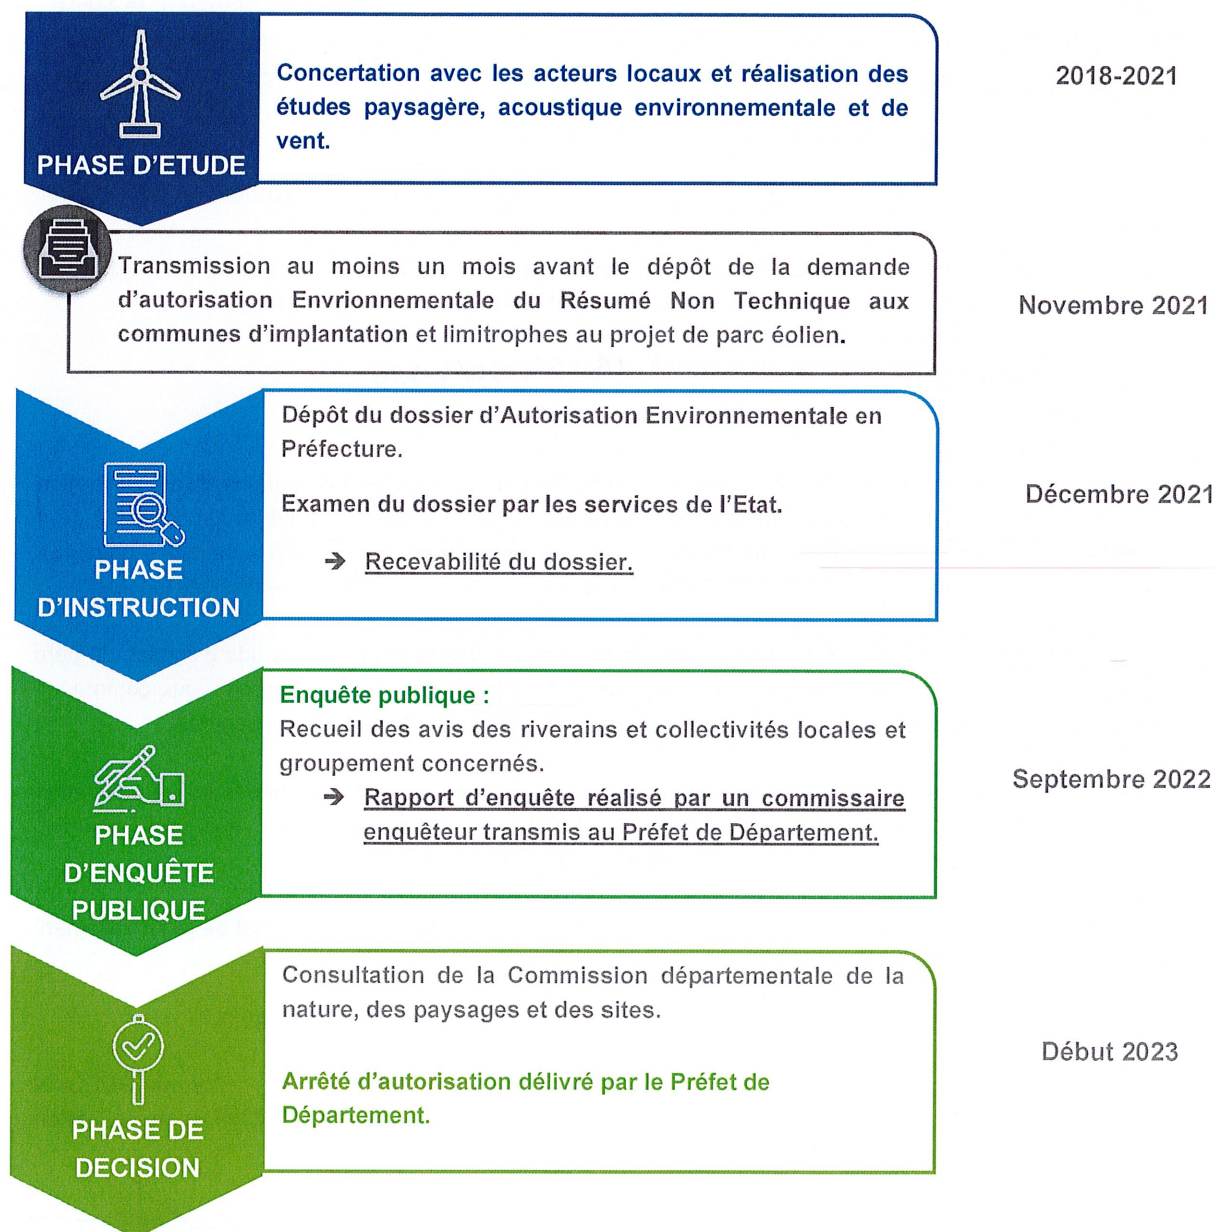 PHASE D'ETUDE
Concertation avec les acteurs locaux et réalisation des
études paysagère, acoustique environnementale et de
vent.
2018-2021
Transmission au moins un mois avant le dépôt de la demande
d'autorisation Envrionnementale du Résumé Non Technique aux
communes d'implantation et limitrophes au projet de parc éolien.
Novembre 2021
PHASE
D'INSTRUCTION
Dépôt du dossier d'Autorisation Environnementale en
Préfecture.
Examen du dossier par les services de l'Etat.
→ Recevabilité du dossier.
Décembre 2021
PHASE
D'ENQUÊTE
PUBLIQUE
Enquête publique :
Recueil des avis des riverains et collectivités locales et
groupement concernés.
→ Rapport d'enquête réalisé par un commissaire
enquêteur transmis au Préfet de Département.
Septembre 2022
PHASE DE
DECISION
Consultation de la Commission départementale de la
nature, des paysages et des sites.
Arrêté d'autorisation délivré par le Préfet de
Département.
Début 2023